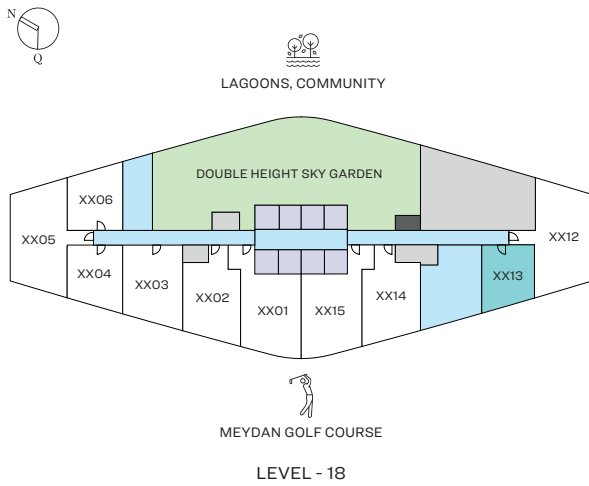 N
Q
LAGOONS, COMMUNITY
DOUBLE HEIGHT SKY GARDEN
XX06
XX05
XX12
XX04
XX03
XX02
XX01
XX15
XX14
XX13
MEYDAN GOLF COURSE
LEVEL - 18